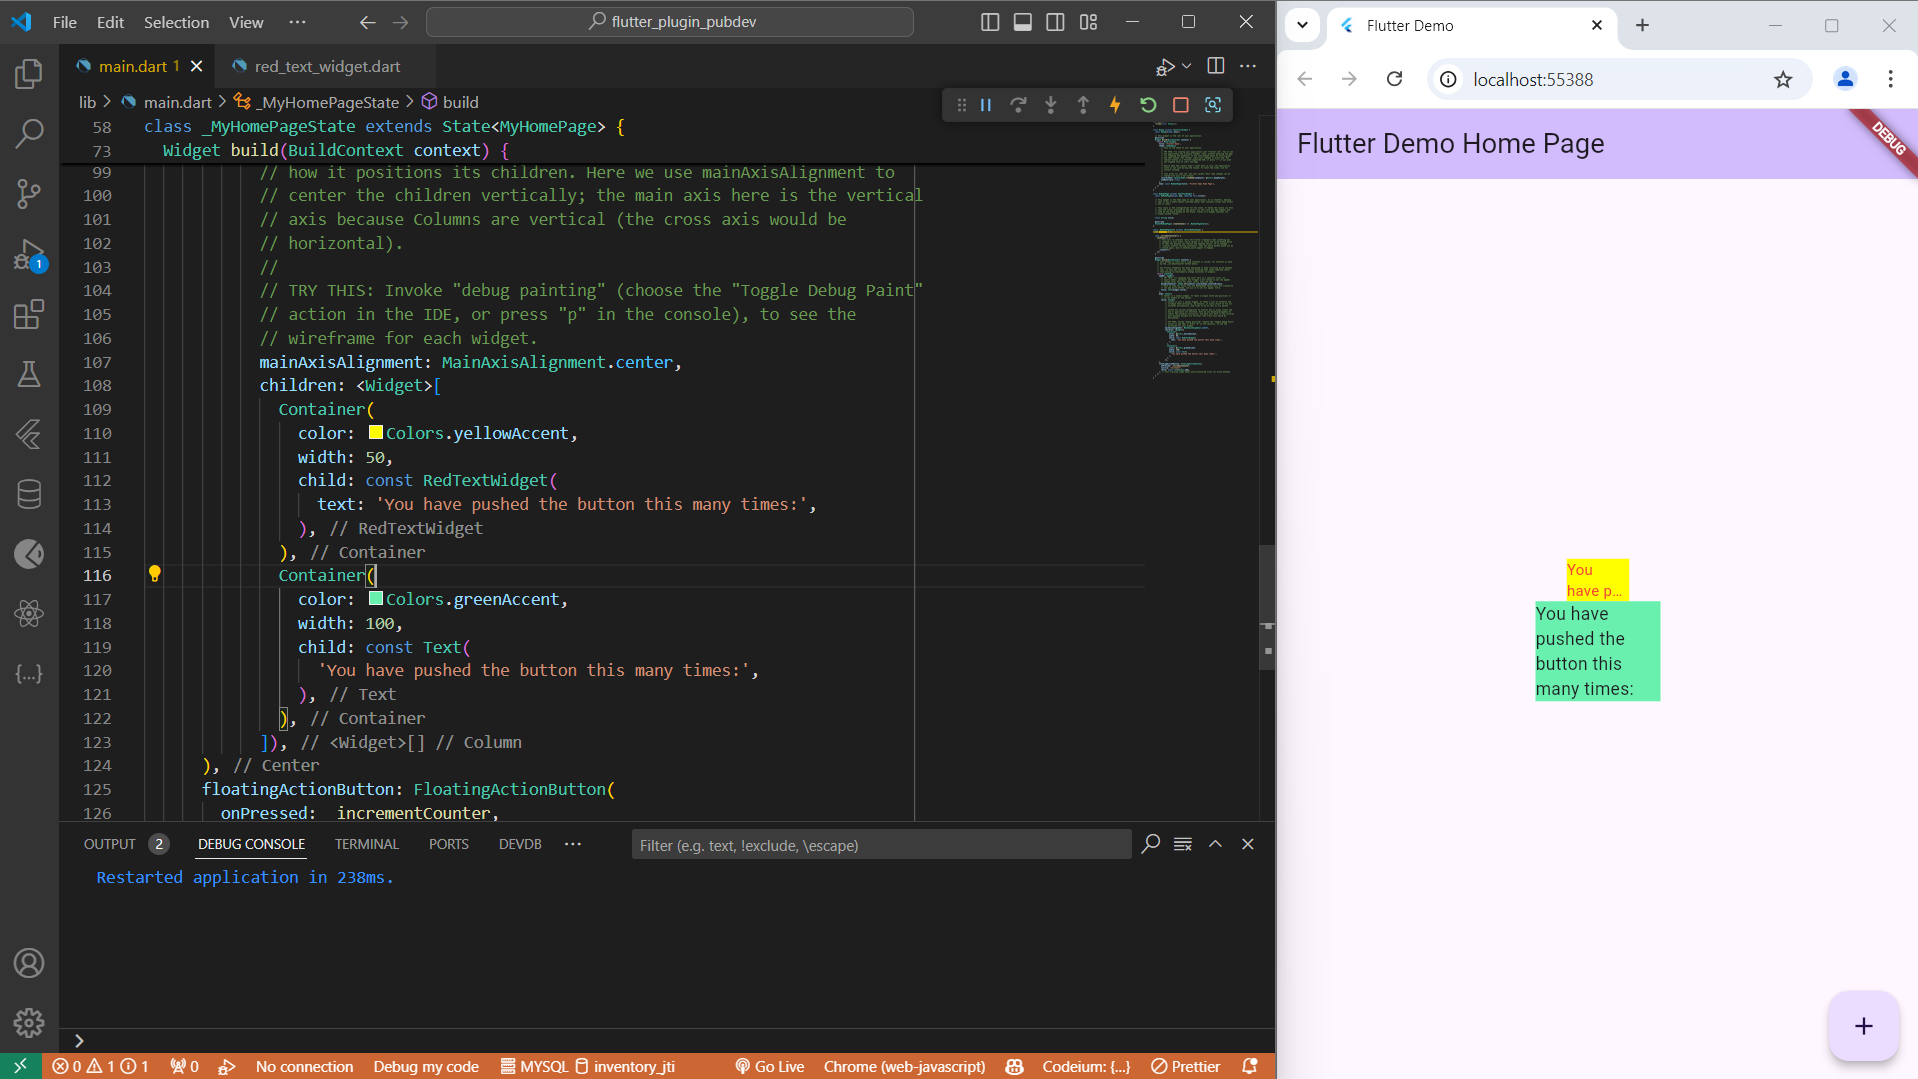 File Edit Selection View ··· flutter_plugin_pubdev
main.dart 1 red_text_widget.dart
lib > main.dart > _MyHomePageState > build
58 class _MyHomePageState extends State<MyHomePage> {
73 Widget build(BuildContext context) {
99 // how it positions its children. Here we use mainAxisAlignment to
100 // center the children vertically; the main axis here is the vertical
101 // axis because Columns are vertical (the cross axis would be
102 // horizontal).
103 //
104 // TRY THIS: Invoke "debug painting" (choose the "Toggle Debug Paint"
105 // action in the IDE, or press "p" in the console), to see the
106 // wireframe for each widget.
107 mainAxisAlignment: MainAxisAlignment.center,
108 children: <Widget>[
109 Container(
110 color: Colors.yellowAccent,
111 width: 50,
112 child: const RedTextWidget(
113 text: 'You have pushed the button this many times:',
114 ), // RedTextWidget
115 ), // Container
116 Container(
117 color: Colors.greenAccent,
118 width: 100,
119 child: const Text(
120 'You have pushed the button this many times:',
121 ), // Text
122 ), // Container
123 ]), // <Widget>[] // Column
124 ), // Center
125 floatingActionButton: FloatingActionButton(
126 onPressed: _incrementCounter,
1
OUTPUT 2 DEBUG CONSOLE TERMINAL PORTS DEVDB ··· Filter (e.g. text, !exclude, \escape)
Restarted application in 238ms.
0 1 1 0 No connection Debug my code MYSQL inventory_jti Go Live Chrome (web-javascript) Codeium: {...} Prettier
Flutter Demo
localhost:55388
Flutter Demo Home Page
DEBUG
You
have p...
You have
pushed the
button this
many times:
+